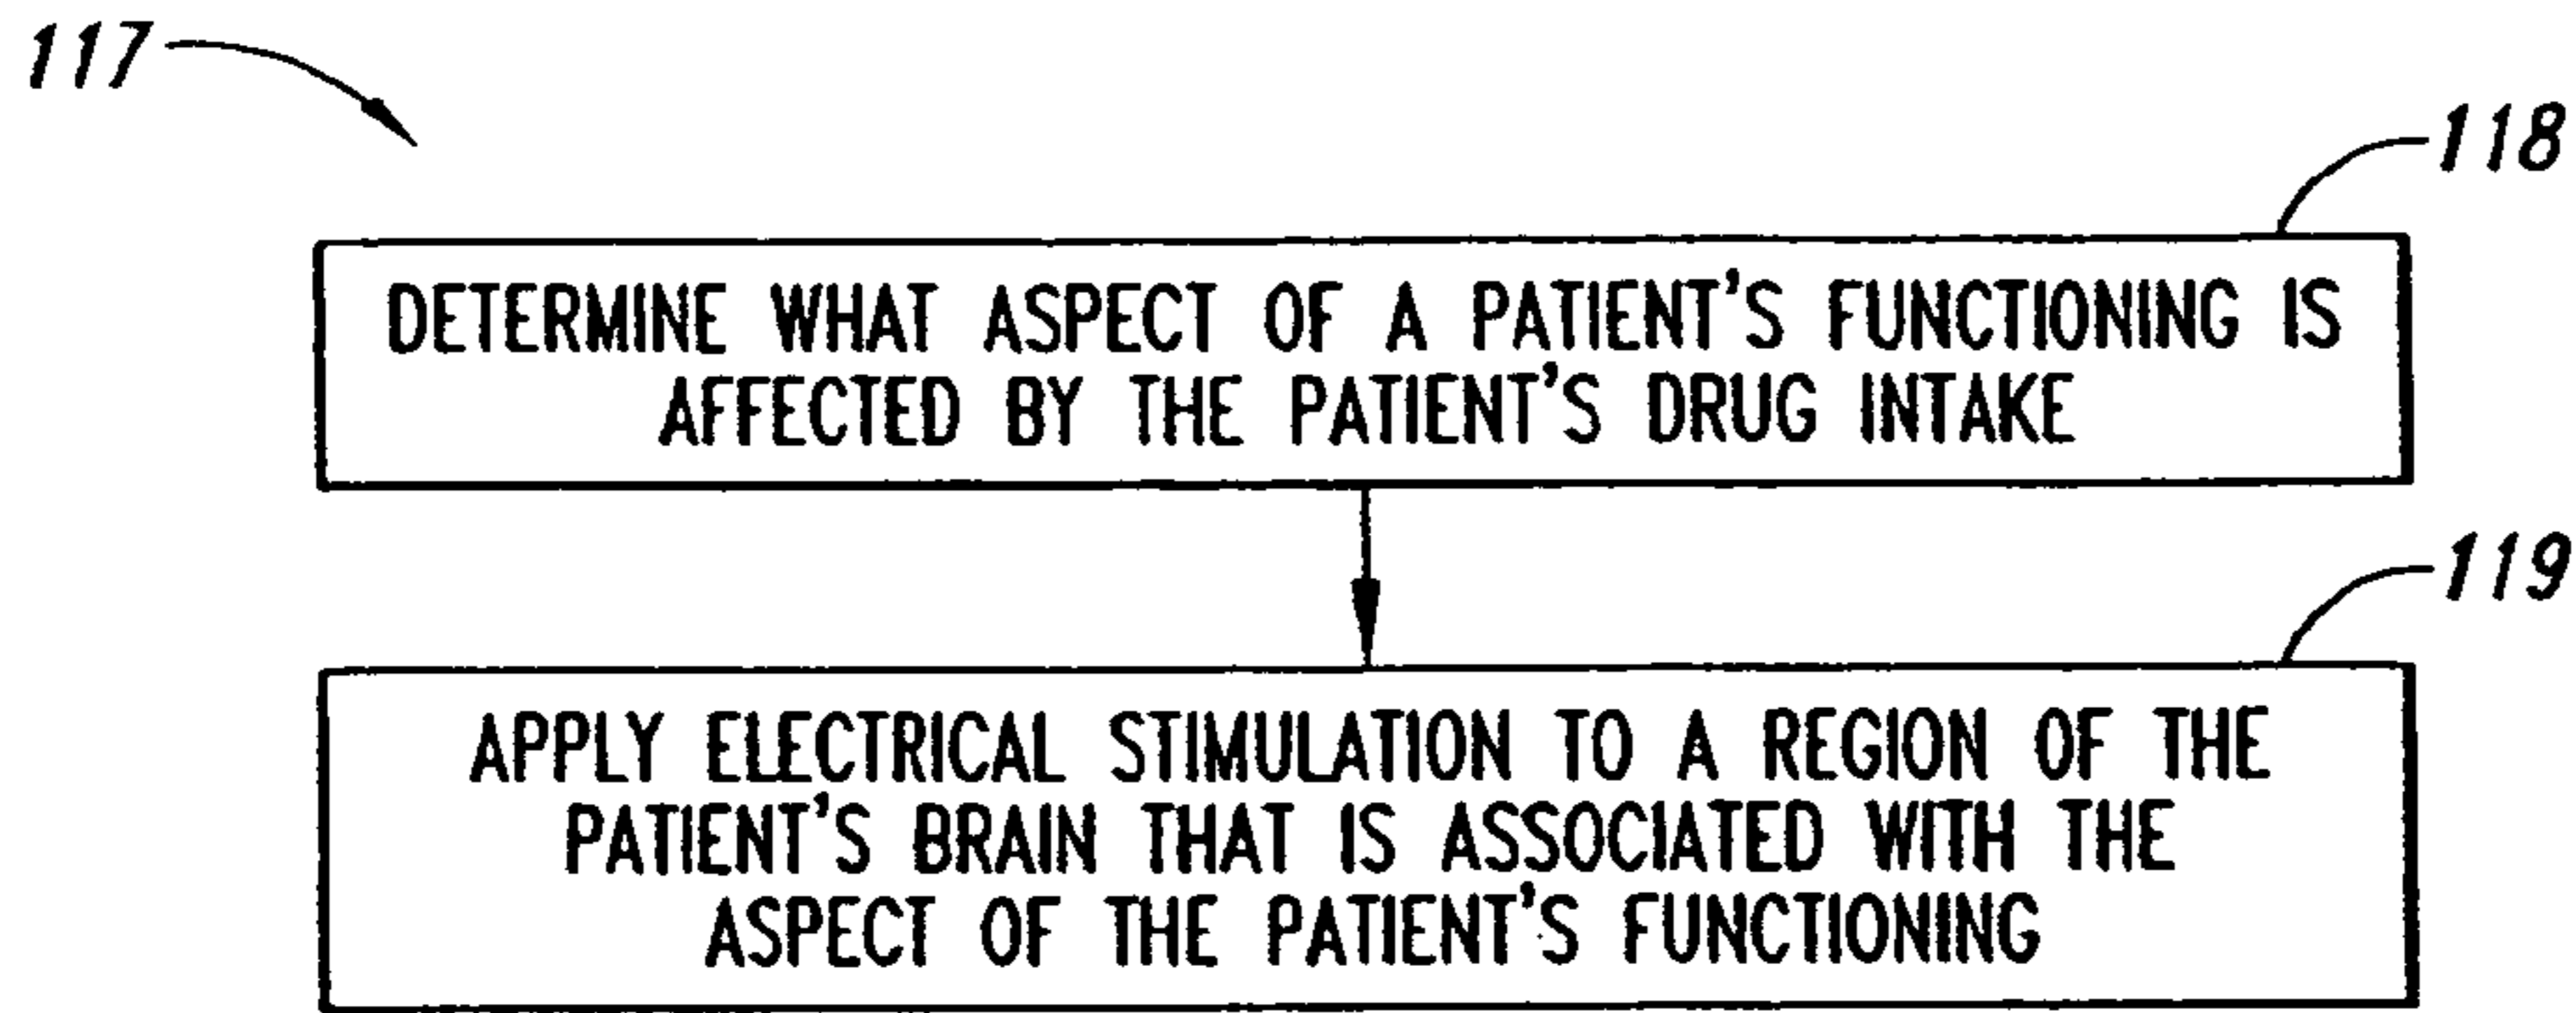 117
118
DETERMINE WHAT ASPECT OF A PATIENT'S FUNCTIONING IS
AFFECTED BY THE PATIENT'S DRUG INTAKE
119
APPLY ELECTRICAL STIMULATION TO A REGION OF THE
PATIENT'S BRAIN THAT IS ASSOCIATED WITH THE
ASPECT OF THE PATIENT'S FUNCTIONING